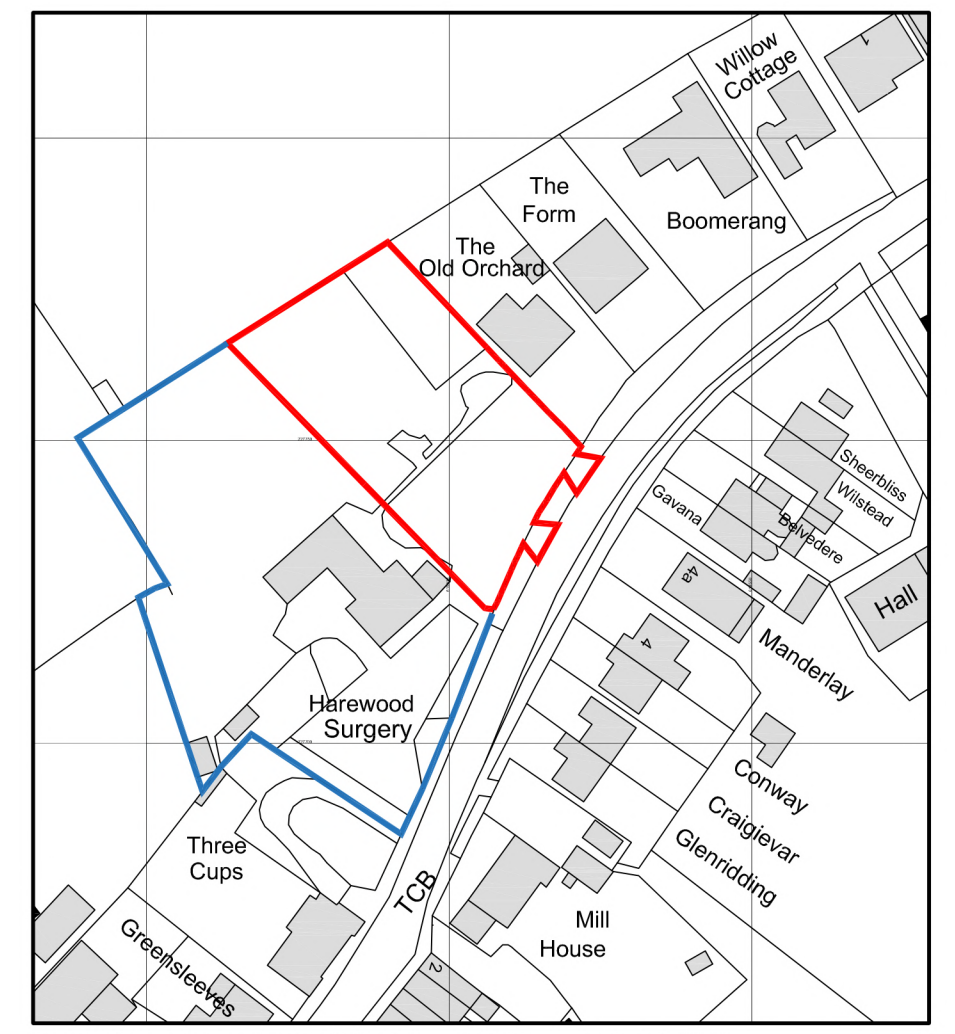 Willow
Cottage
1
The
Form
Boomerang
The
Old Orchard
Sheerbliss
Wilstead
Gavana
Belvedere
4a
Hall
4
Manderlay
Harewood
Surgery
Conway
Craigievar
Glenridding
Three
Cups
TCB
Mill
House
Greensleeves
2